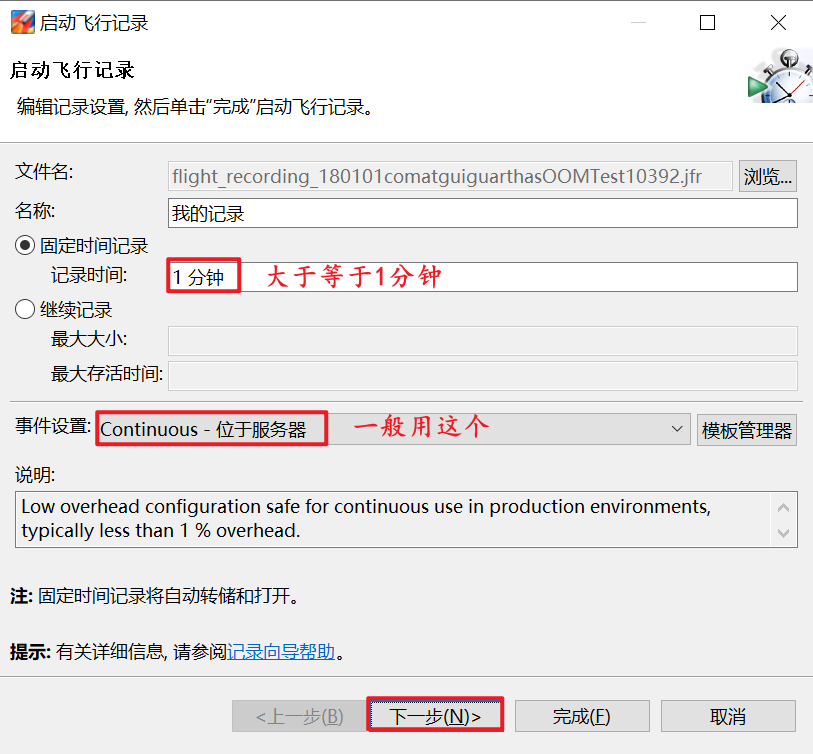 启动飞行记录
启动飞行记录
编辑记录设置, 然后单击“完成”启动飞行记录。
文件名: flight_recording_180101comatguiguarthasOOMTest10392.jfr 浏览...
名称: 我的记录
固定时间记录
记录时间: 1 分钟 大于等于1分钟
继续记录
最大大小:
最大存活时间:
事件设置: Continuous - 位于服务器 一般用这个 模板管理器
说明:
Low overhead configuration safe for continuous use in production environments,
typically less than 1 % overhead.
注: 固定时间记录将自动转储和打开。
提示: 有关详细信息, 请参阅记录向导帮助。
<上一步(B) 下一步(N)> 完成(F) 取消